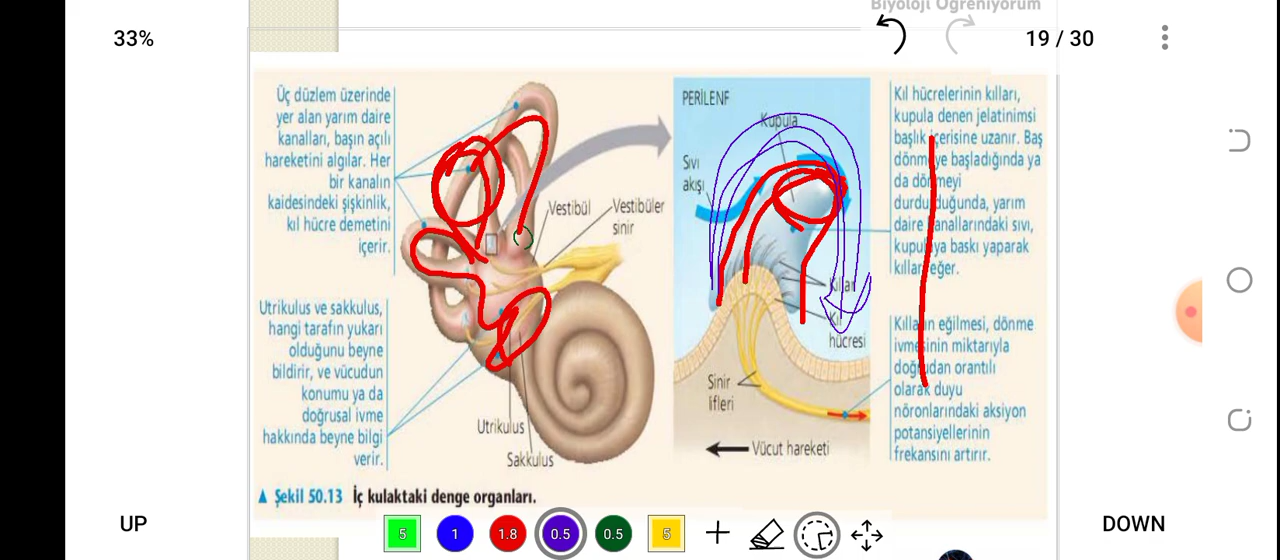 Biyoloji Öğreniyorum
33%
19 / 30
Üç düzlem üzerinde
yer alan yarım daire
kanalları, başın açılı
hareketini algılar. Her
bir kanalın
kaidesindeki şişkinlik,
kıl hücre demetini
içerir.
Utrikulus ve sakkulus,
hangi tarafın yukarı
olduğunu beyne
bildirir, ve vücudun
konumu ya da
doğrusal ivme
hakkında beyne bilgi
verir.
Vestibül
Vestibüler
sinir
Utrikulus
Sakkulus
PERİLENF
Kupula
Sıvı
akışı
Kıllar
Kıl
hücresi
Sinir
lifleri
Vücut hareketi
Kıl hücrelerinin kılları,
kupula denen jelatinimsi
başlık içerisine uzanır. Baş
dönmeye başladığında ya
da dönmeyi
durdurduğunda, yarım
daire kanallarındaki sıvı,
kupulaya baskı yaparak
kılları eğer.
Kılların eğilmesi, dönme
ivmesinin miktarıyla
doğrudan orantılı
olarak duyu
nöronlarındaki aksiyon
potansiyellerinin
frekansını artırır.
▲ Şekil 50.13 İç kulaktaki denge organları.
UP
5
1
1.8
0.5
0.5
5
DOWN